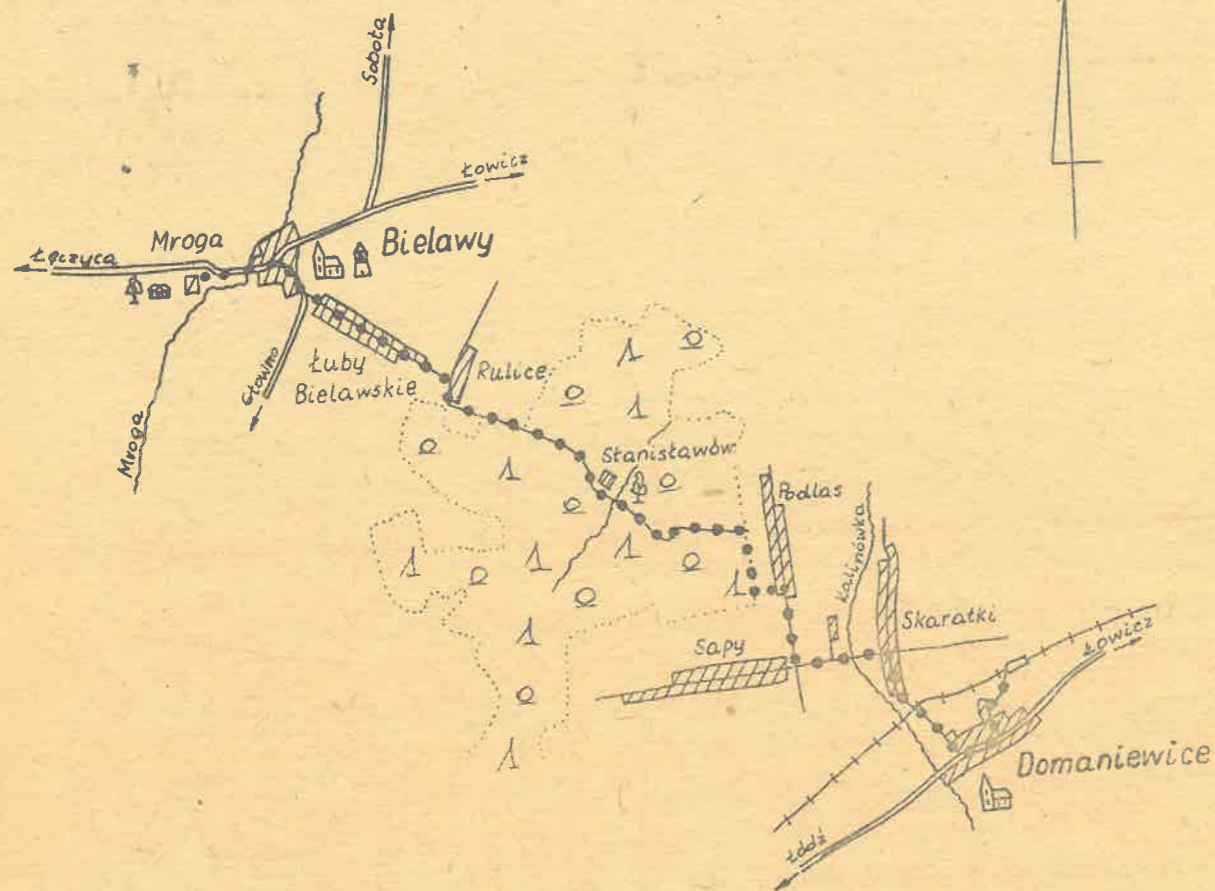 Sobota
Łowicz
Mroga
Bielawy
Łęczyca
Głowno
Łuby
Bielawskie
Rulice
Mroga
Stanisławów
Podlas
Kalinówka
Skaratki
Sapy
Łowicz
Domaniewice
Łódź